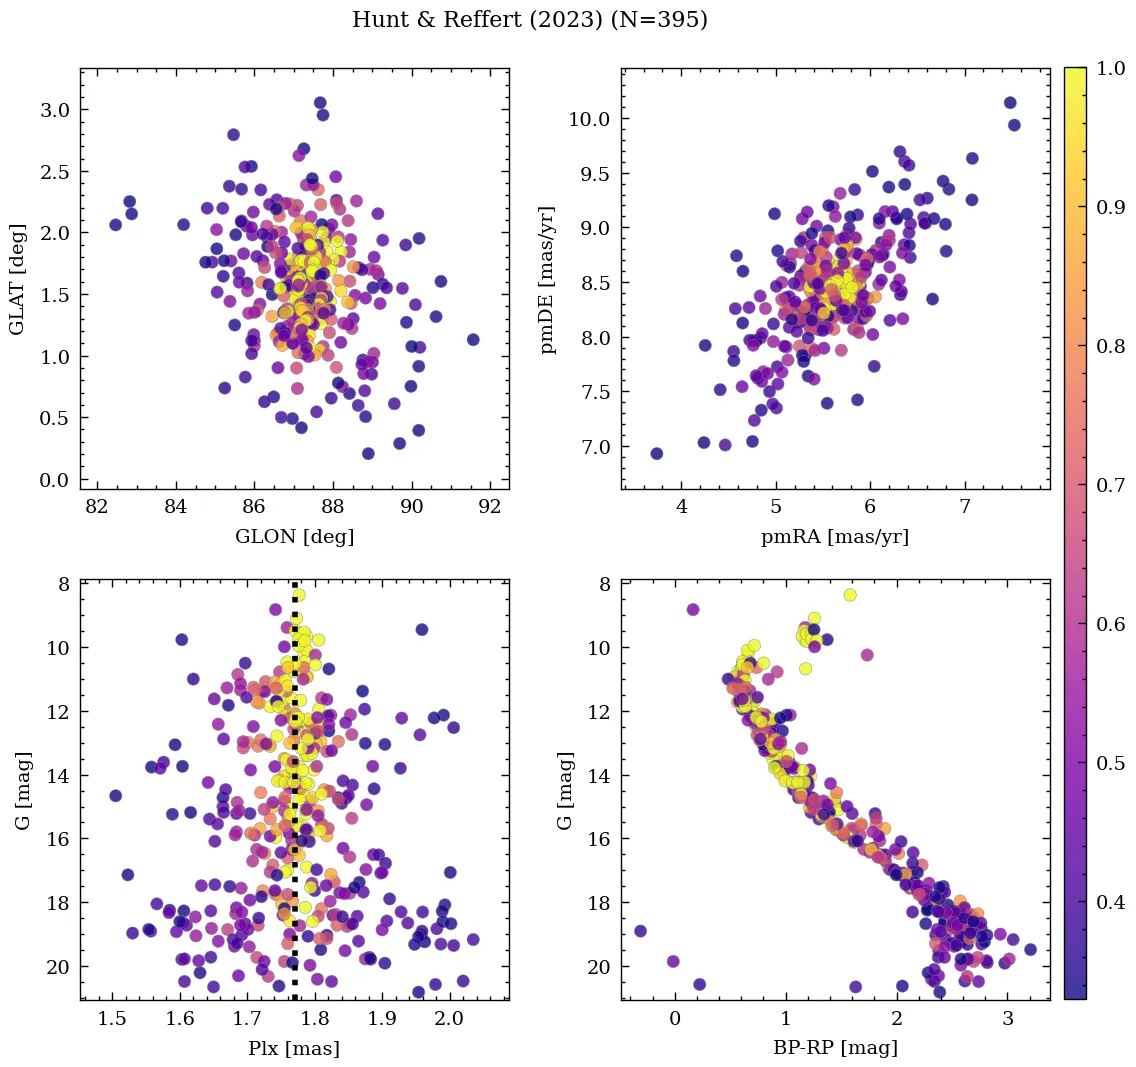 Hunt & Reffert (2023) (N=395)
3.0
2.5
2.0
1.5
1.0
0.5
0.0
GLAT [deg]
82 84 86 88 90 92
GLON [deg]
10.0
9.5
9.0
8.5
8.0
7.5
7.0
pmDE [mas/yr]
4 5 6 7
pmRA [mas/yr]
8
10
12
14
16
18
20
G [mag]
1.5 1.6 1.7 1.8 1.9 2.0
Plx [mas]
8
10
12
14
16
18
20
G [mag]
0 1 2 3
BP-RP [mag]
1.0
0.9
0.8
0.7
0.6
0.5
0.4